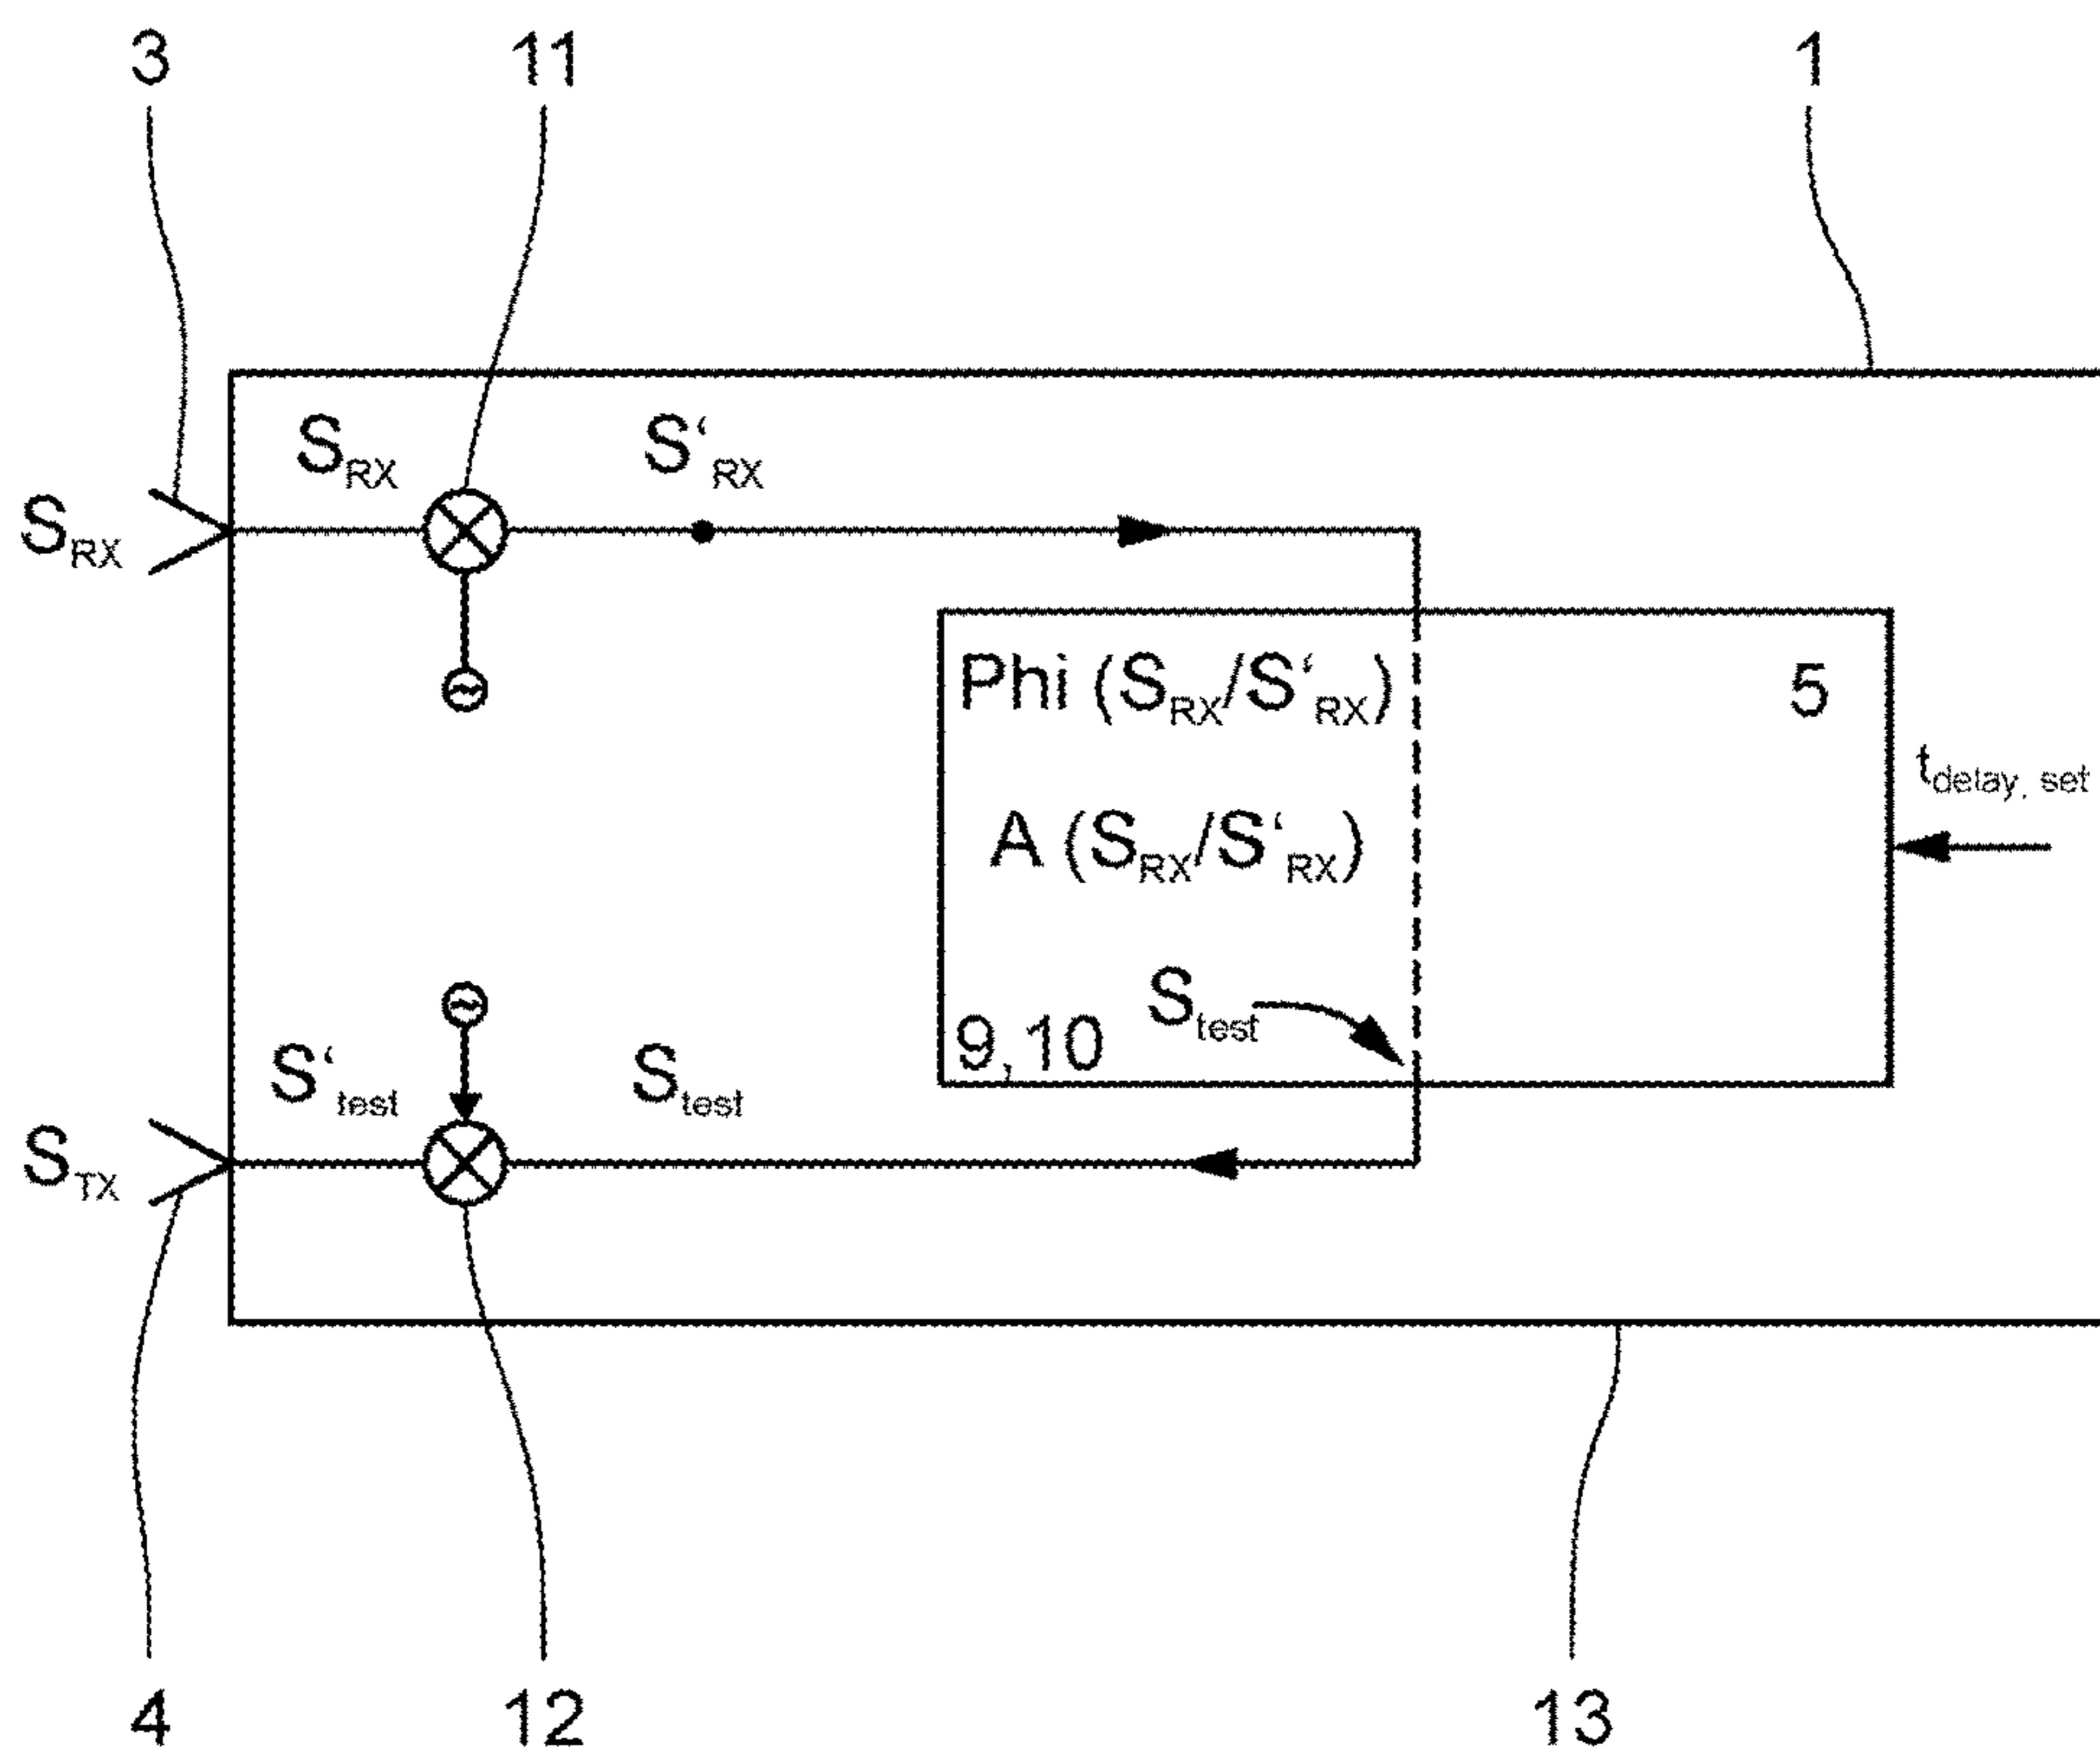 3 11 1
S_RX S‘_RX
S_RX
Phi (S_RX/S‘_RX) 5
t_delay, set
A (S_RX/S‘_RX)
S_test
9,10
S‘_test S_test
S_TX
4 12 13